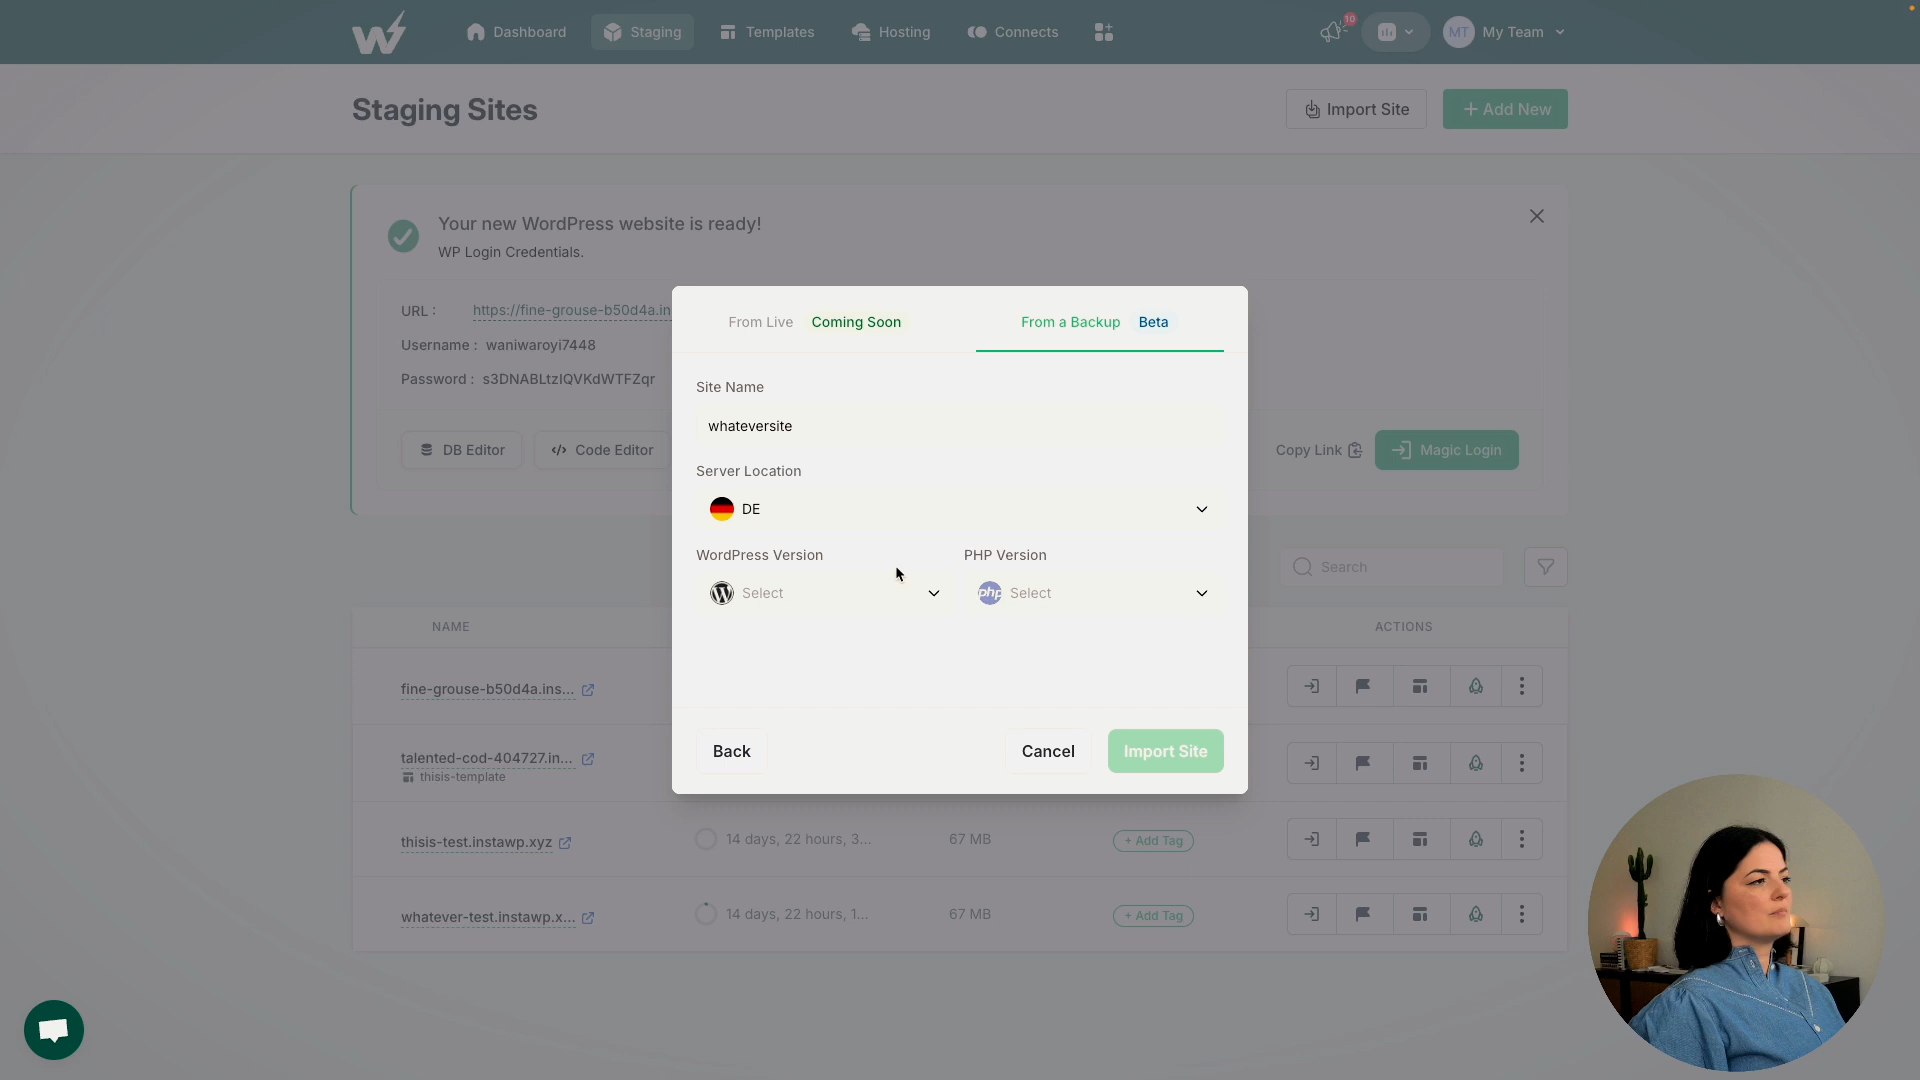 Dashboard
Staging
Templates
Hosting
Connects
10
MT
My Team
Staging Sites
Import Site
+ Add New
Your new WordPress website is ready!
WP Login Credentials.
URL :
https://fine-grouse-b50d4a.in
Username : waniwaroyi7448
Password : s3DNABLtzIQVKdWTFZqr
DB Editor
Code Editor
Copy Link
Magic Login
From Live
Coming Soon
From a Backup
Beta
Site Name
whateversite
Server Location
DE
WordPress Version
PHP Version
Select
php
Select
Back
Cancel
Import Site
Search
NAME
ACTIONS
fine-grouse-b50d4a.ins...
talented-cod-404727.in...
thisis-template
thisis-test.instawp.xyz
14 days, 22 hours, 3...
67 MB
+ Add Tag
whatever-test.instawp.x...
14 days, 22 hours, 1...
67 MB
+ Add Tag